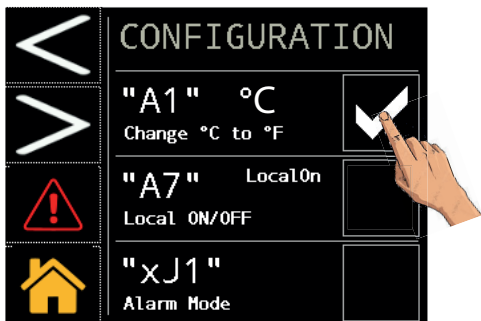 CONFIGURATION
"A1" °C
Change °C to °F
"A7" LocalOn
Local ON/OFF
"xJ1"
Alarm Mode